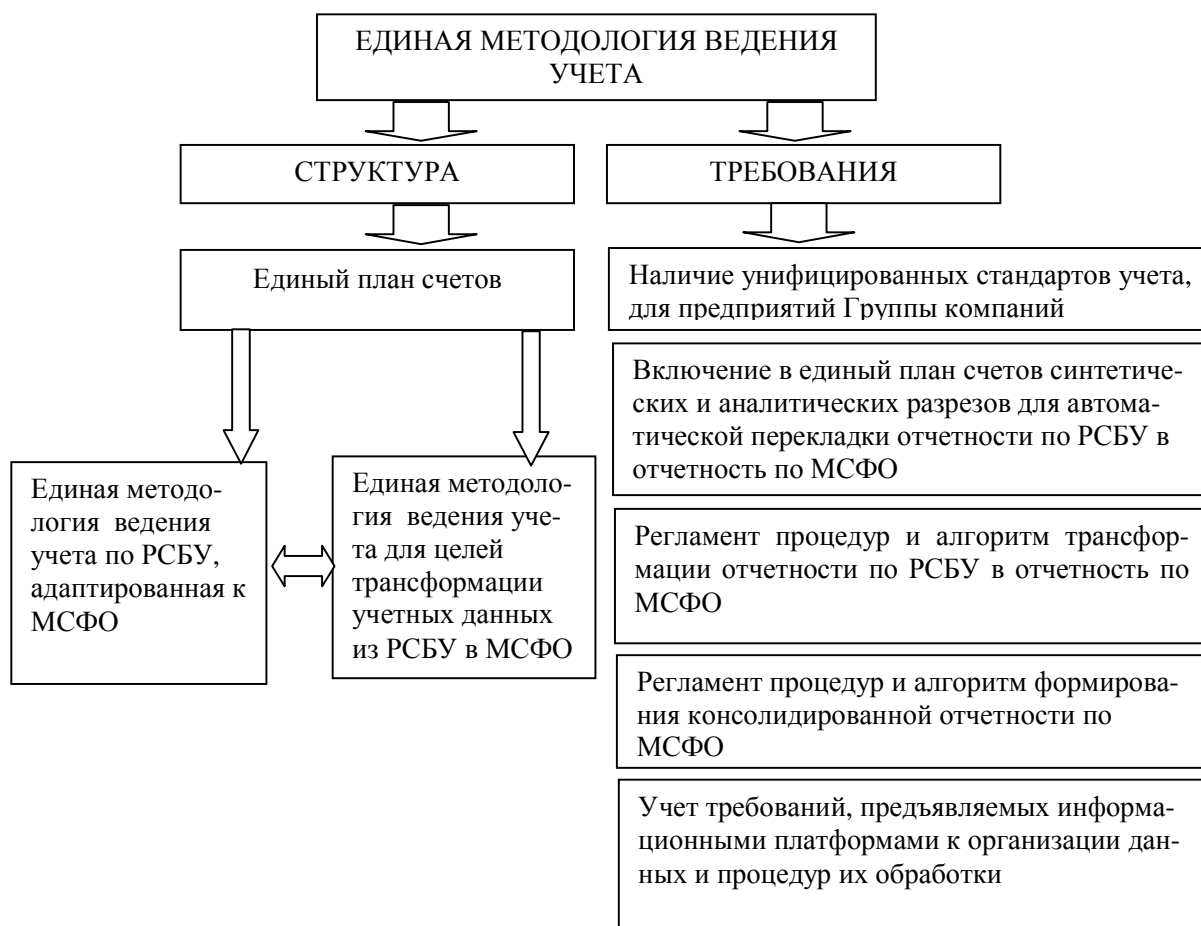 ЕДИНАЯ МЕТОДОЛОГИЯ ВЕДЕНИЯ
УЧЕТА
СТРУКТУРА
ТРЕБОВАНИЯ
Единый план счетов
Единая методо-
логия ведения
учета по РСБУ,
адаптированная к
МСФО
Единая методоло-
гия ведения уче-
та для целей
трансформации
учетных данных
из РСБУ в МСФО
Наличие унифицированных стандартов учета,
для предприятий Группы компаний
Включение в единый план счетов синтетиче-
ских и аналитических разрезов для автома-
тической перекладки отчетности по РСБУ в
отчетность по МСФО
Регламент процедур и алгоритм трансфор-
мации отчетности по РСБУ в отчетность по
МСФО
Регламент процедур и алгоритм формирова-
ния консолидированной отчетности по
МСФО
Учет требований, предъявляемых информа-
ционными платформами к организации дан-
ных и процедур их обработки